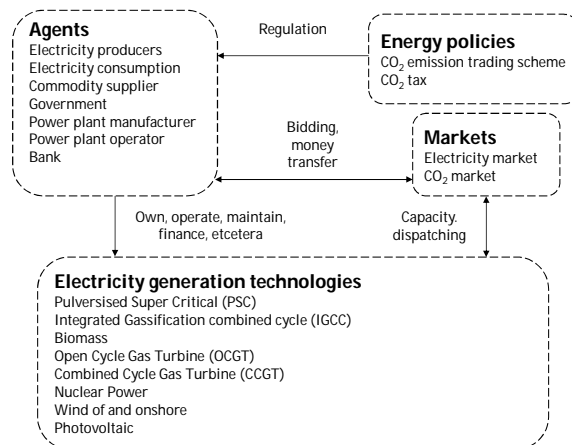 Agents
Electricity producers
Electricity consumption
Commodity supplier
Government
Power plant manufacturer
Power plant operator
Bank
Regulation
Energy policies
CO₂ emission trading scheme
CO₂ tax
Bidding,
money
transfer
Markets
Electricity market
CO₂ market
Own, operate, maintain,
finance, etcetera
Capacity.
dispatching
Electricity generation technologies
Pulversised Super Critical (PSC)
Integrated Gassification combined cycle (IGCC)
Biomass
Open Cycle Gas Turbine (OCGT)
Combined Cycle Gas Turbine (CCGT)
Nuclear Power
Wind of and onshore
Photovoltaic